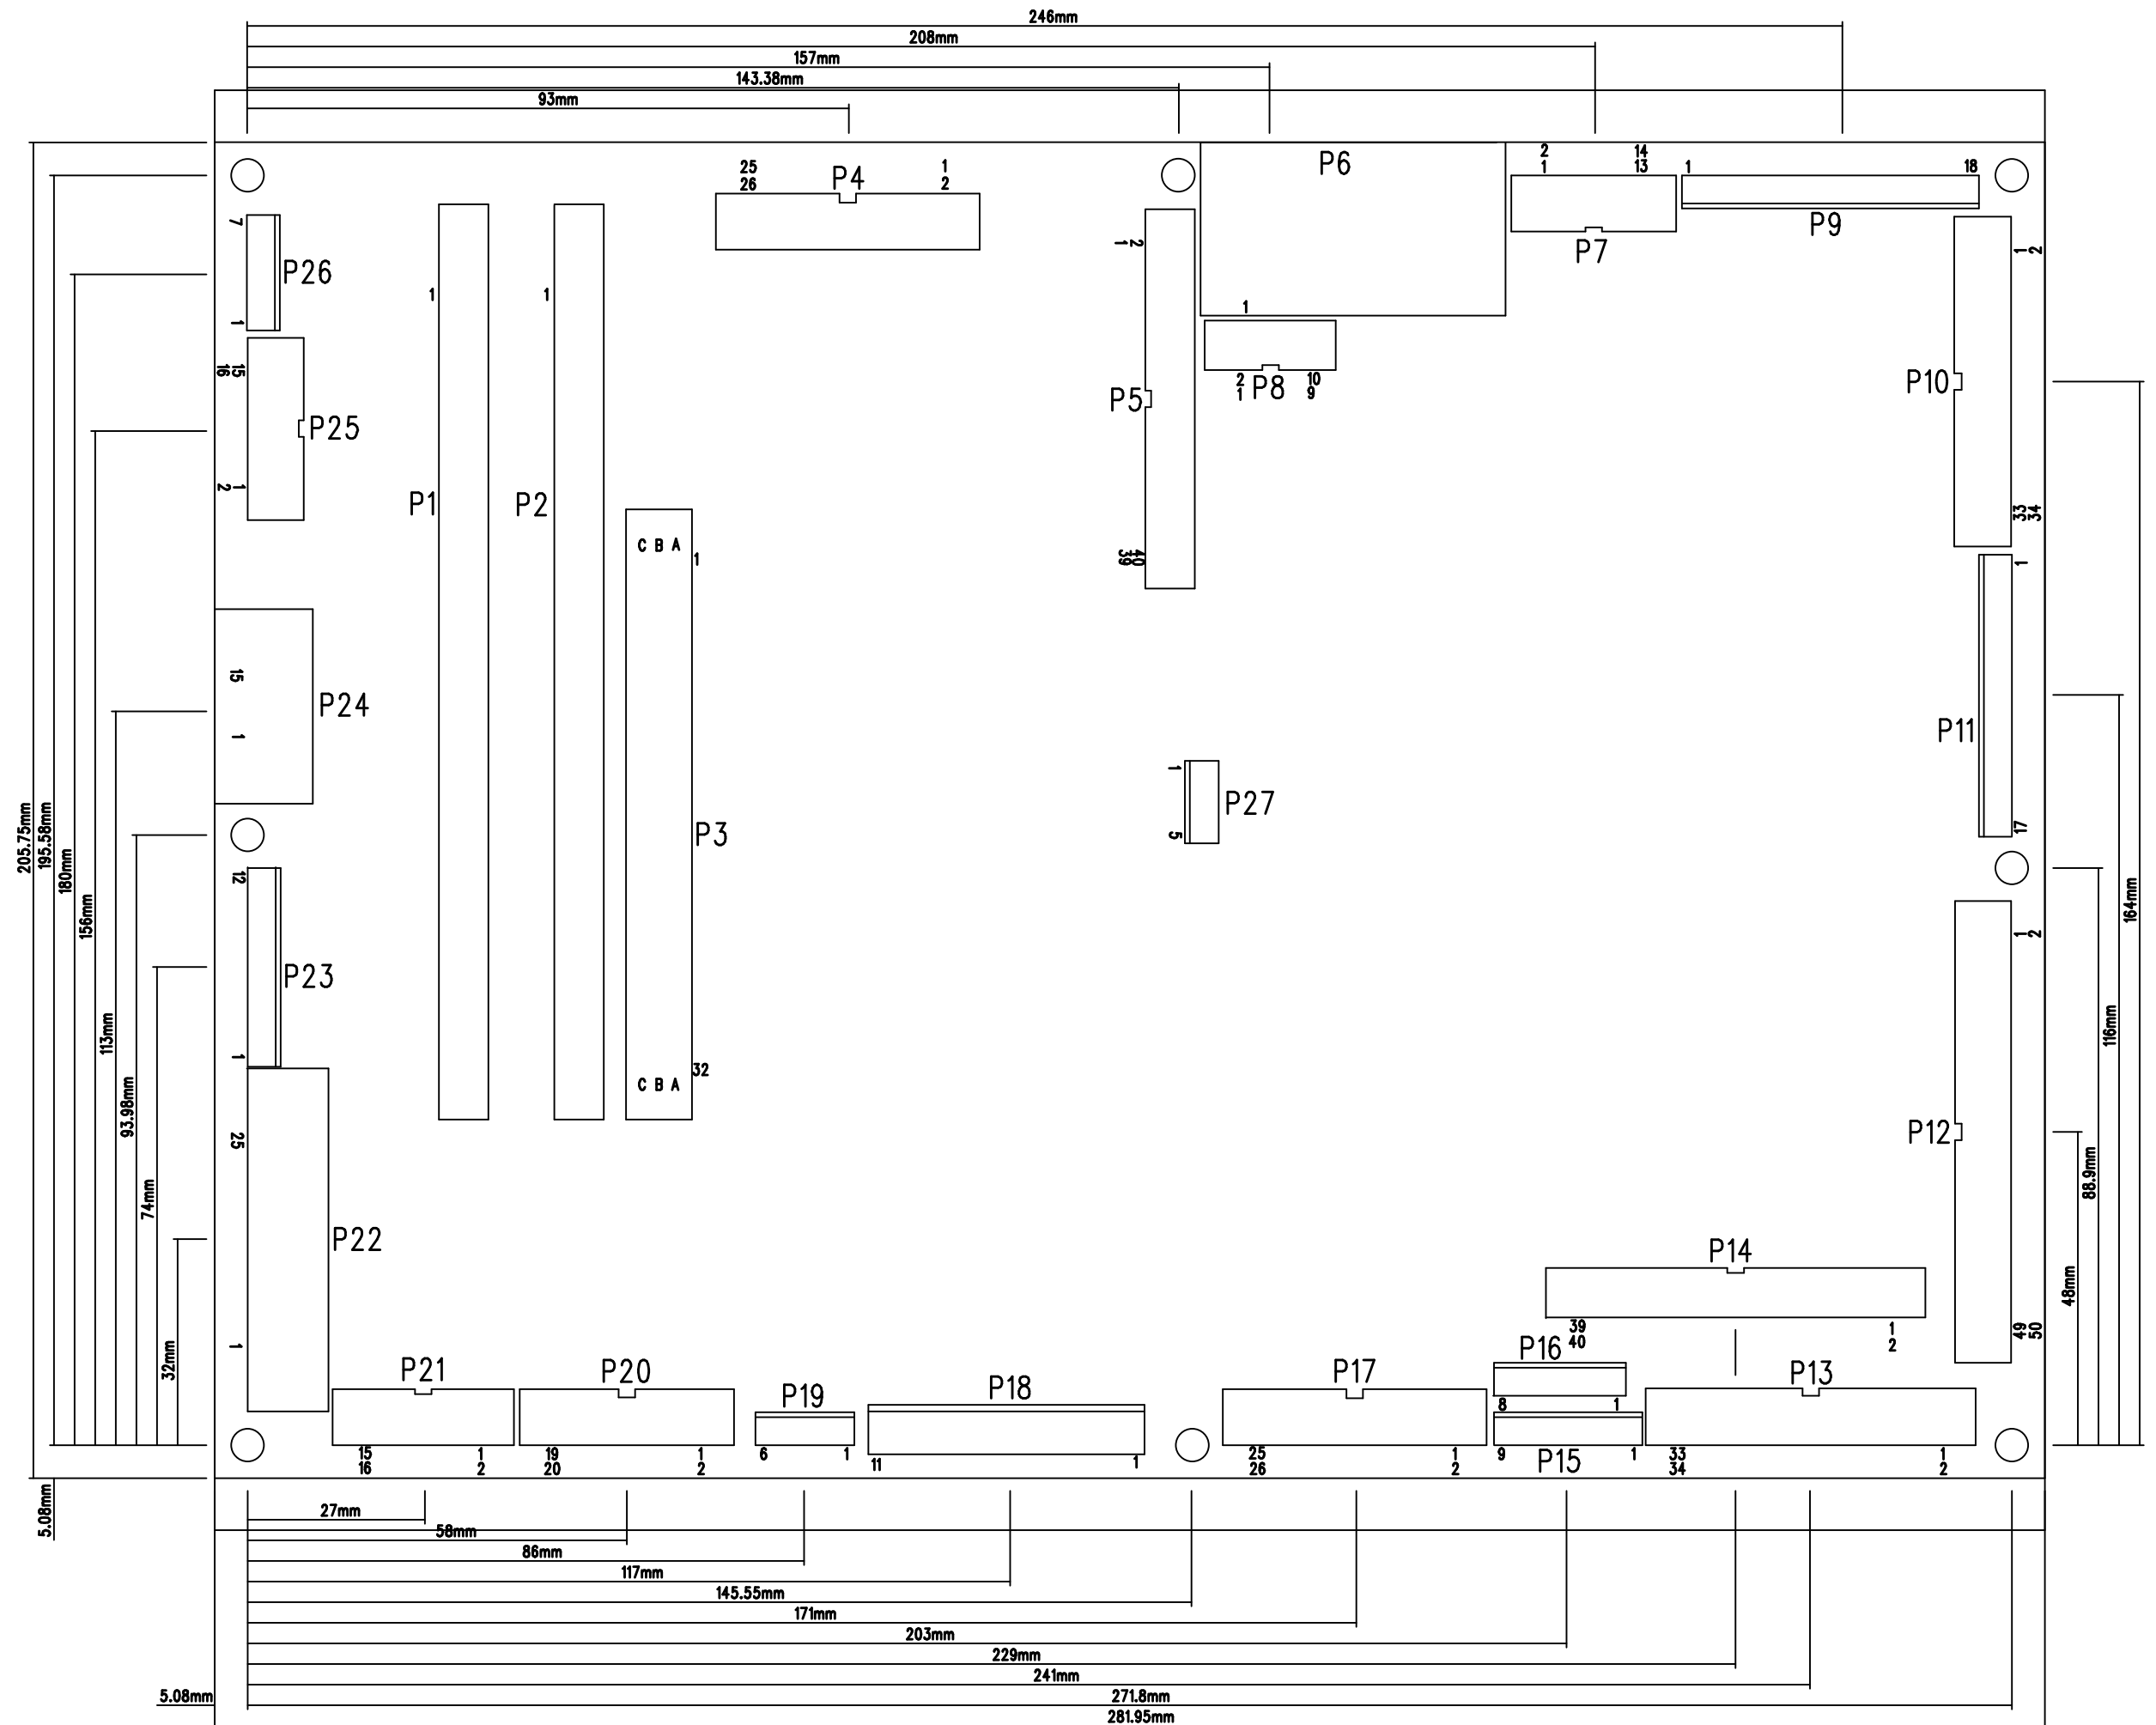 246mm
208mm
157mm
143.38mm
93mm
2 14
25 1 P4 P6 1 13 1 18
26 2
7 P26 2 1 P7 P9 1 2
1 1 1
1
16 15 P25 P5 2 10 P8 P10
1 9
2 1 P1 P2 33 34
C B A 1 39 40 1
15 P24
1 P11
1 P27
5 17
P3
12 P23 1 2
1
C B A 32
25 P12
P22
P14
1 39 1 49 50
40 2
P21 P20 P19 P18 P17 P16 P13
8 1
15 1 19 1 6 1 11 1 25 1 9 P15 1 33 1
16 2 20 2 26 2 34 2
205.75mm
195.58mm
180mm
156mm
113mm
93.98mm
74mm
32mm
5.08mm
164mm
116mm
88.9mm
48mm
27mm
58mm
86mm
117mm
145.55mm
171mm
203mm
229mm
241mm
5.08mm 271.8mm
281.95mm